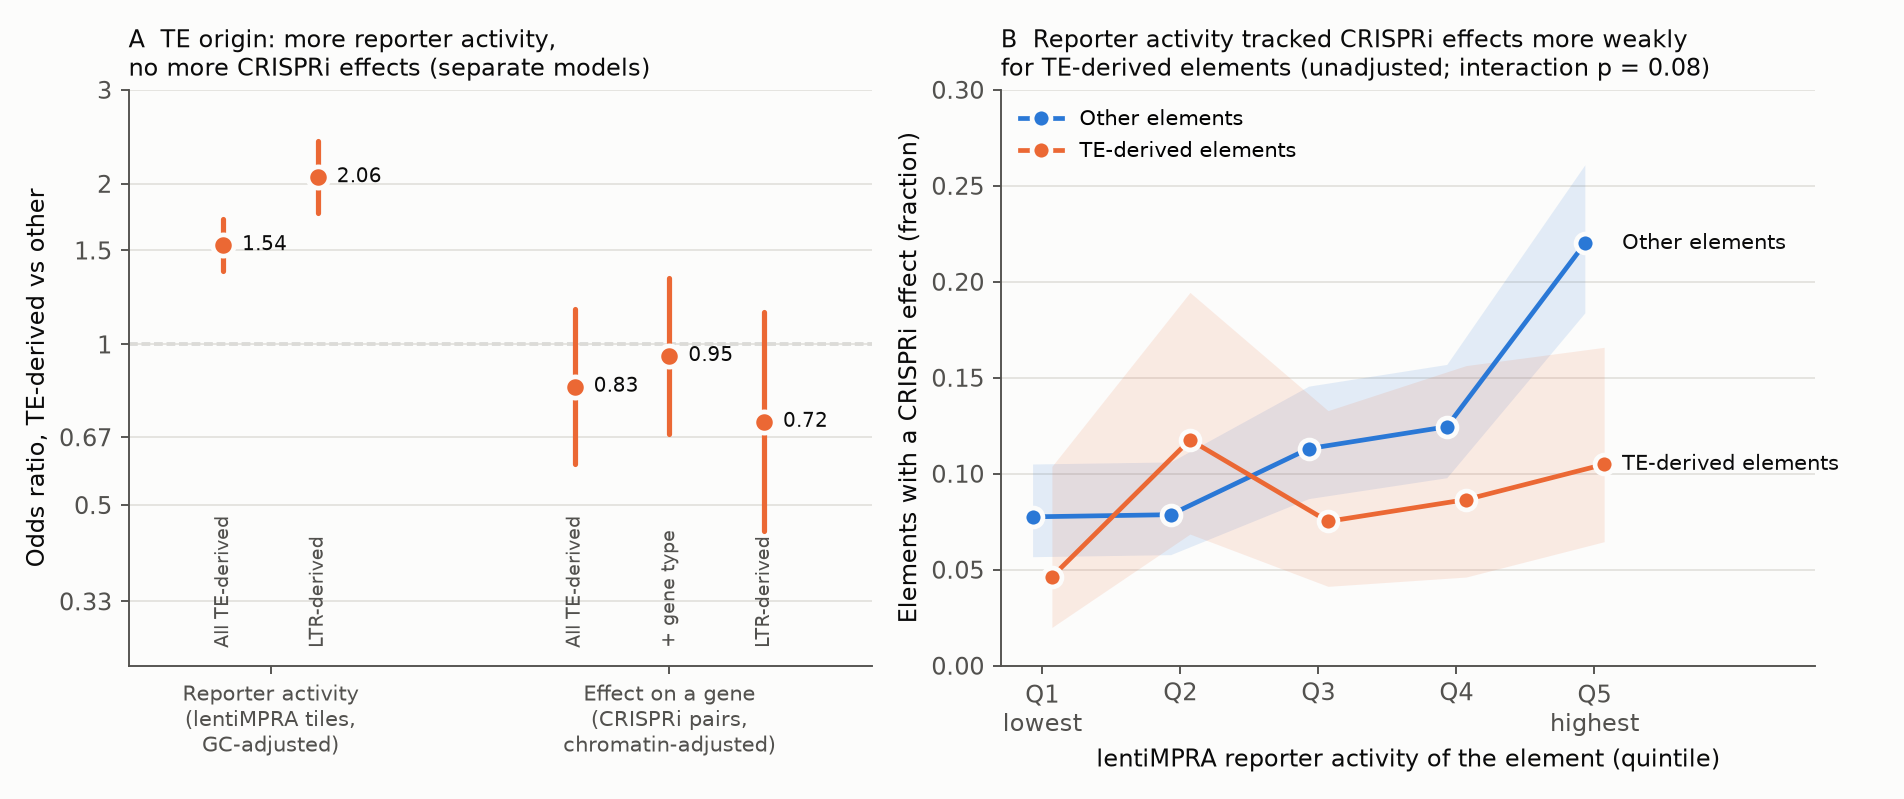 A  TE origin: more reporter activity,
no more CRISPRi effects (separate models)
Odds ratio, TE-derived vs other
3
2
1.5
1
0.67
0.5
0.33
1.54
2.06
0.83
0.95
0.72
All TE-derived
LTR-derived
All TE-derived
+ gene type
LTR-derived
Reporter activity
(lentiMPRA tiles,
GC-adjusted)
Effect on a gene
(CRISPRi pairs,
chromatin-adjusted)
B  Reporter activity tracked CRISPRi effects more weakly
for TE-derived elements (unadjusted; interaction p = 0.08)
Elements with a CRISPRi effect (fraction)
0.30
0.25
0.20
0.15
0.10
0.05
0.00
Other elements
TE-derived elements
Other elements
TE-derived elements
Q1
lowest
Q2
Q3
Q4
Q5
highest
lentiMPRA reporter activity of the element (quintile)